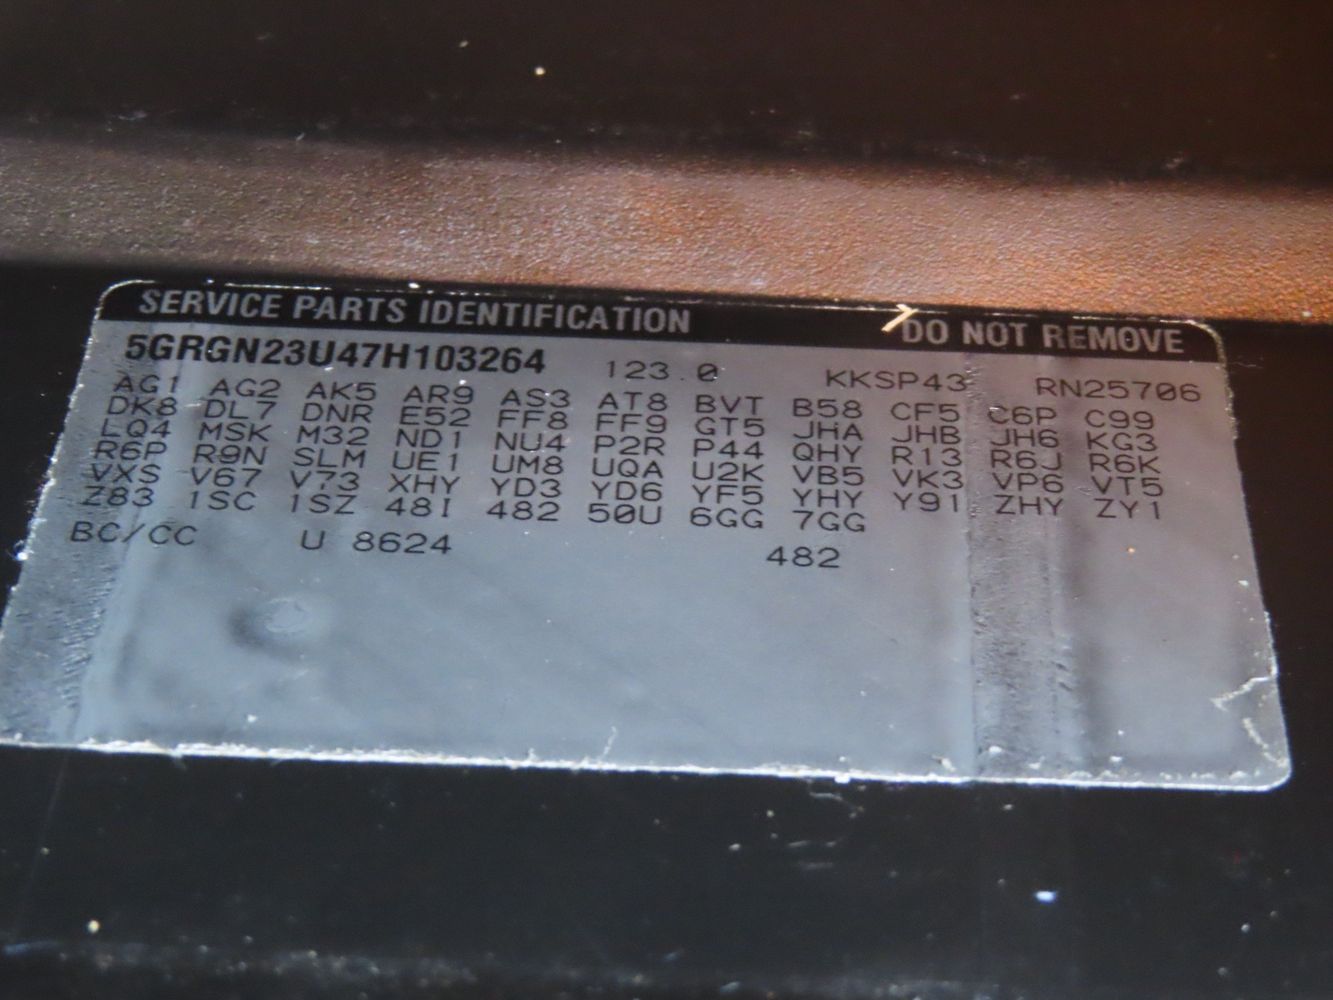 SERVICE PARTS IDENTIFICATION DO NOT REMOVE
5GRGN23U47H103264 123 0 KKSP43 RN25706
AG1 AG2 AK5 AR9 AS3 AT8 BVT B58 CF5 C6P C99
DK8 DL7 DNR E52 FF8 FF9 GT5 JHA JHB JH6 KG3
LQ4 MSK M32 ND1 NU4 P2R P44 QHY R13 R6J R6K
R6P R9N SLM UE1 UM8 UQA U2K VB5 VK3 VP6 VT5
VXS V67 V73 XHY YD3 YD6 YF5 YHY Y91 ZHY ZY1
Z83 1SC 1SZ 48I 482 50U 6GG 7GG
BC/CC U 8624 482